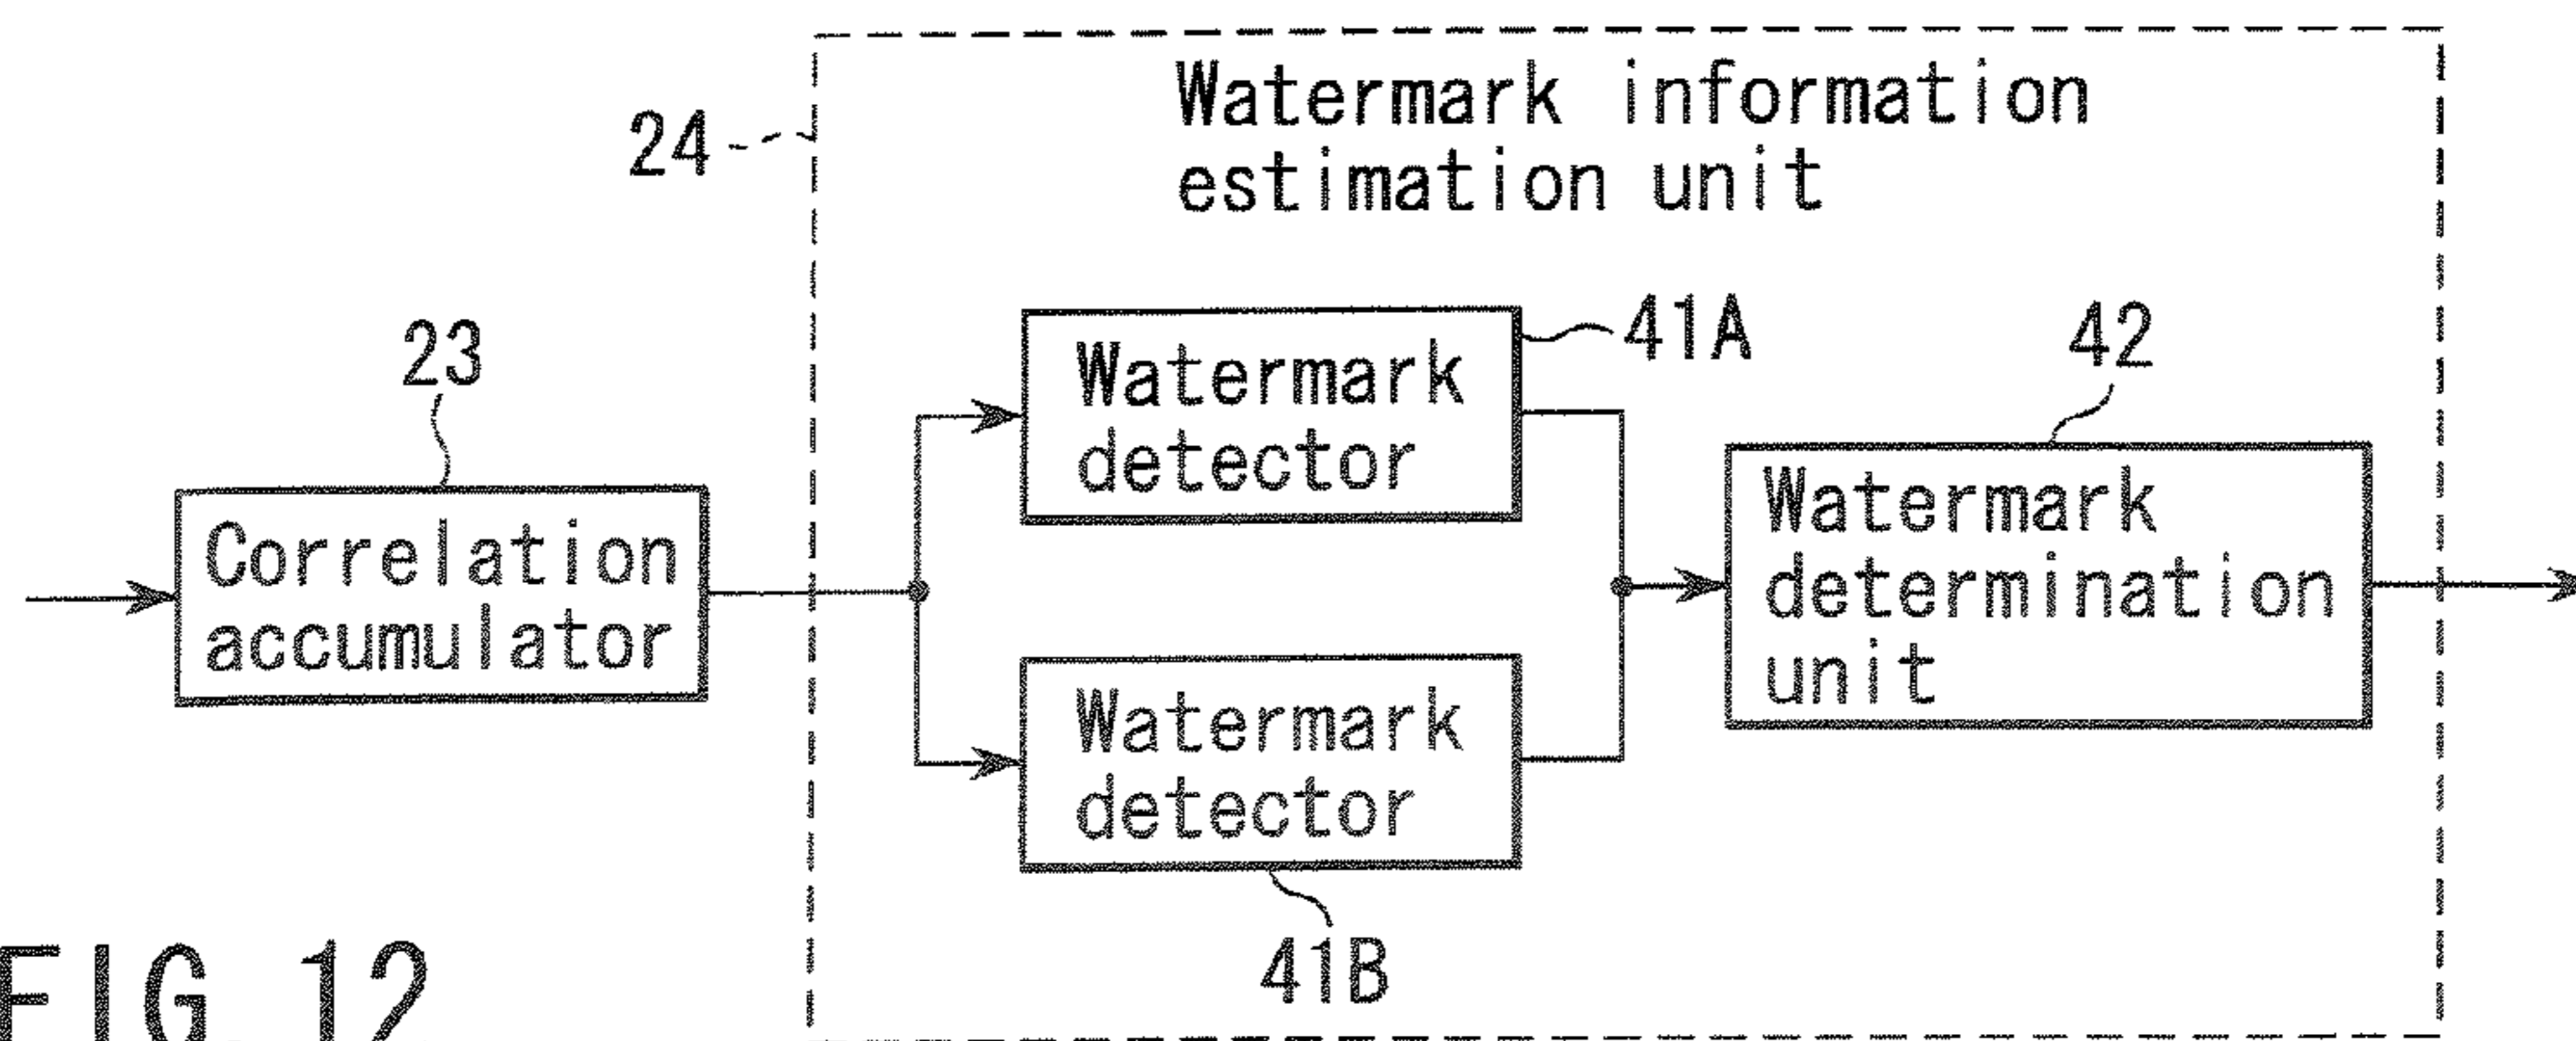 Watermark information
estimation unit
24
23
Correlation
accumulator
41A
Watermark
detector
41B
Watermark
detector
42
Watermark
determination
unit
FIG. 12